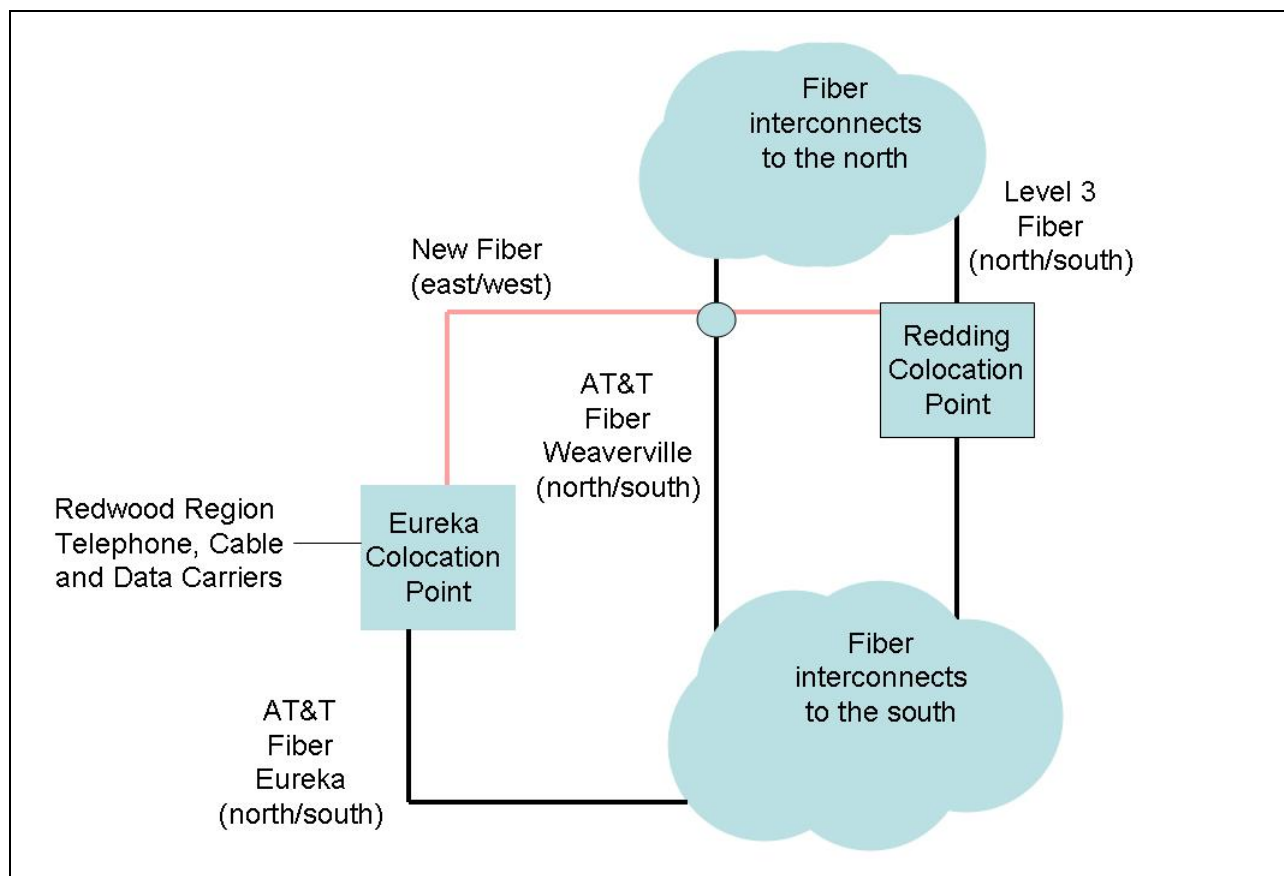 Fiber
interconnects
to the north
Level 3
Fiber
(north/south)
New Fiber
(east/west)
Redding
Colocation
Point
AT&T
Fiber
Weaverville
(north/south)
Redwood Region
Telephone, Cable
and Data Carriers
Eureka
Colocation
Point
Fiber
interconnects
to the south
AT&T
Fiber
Eureka
(north/south)